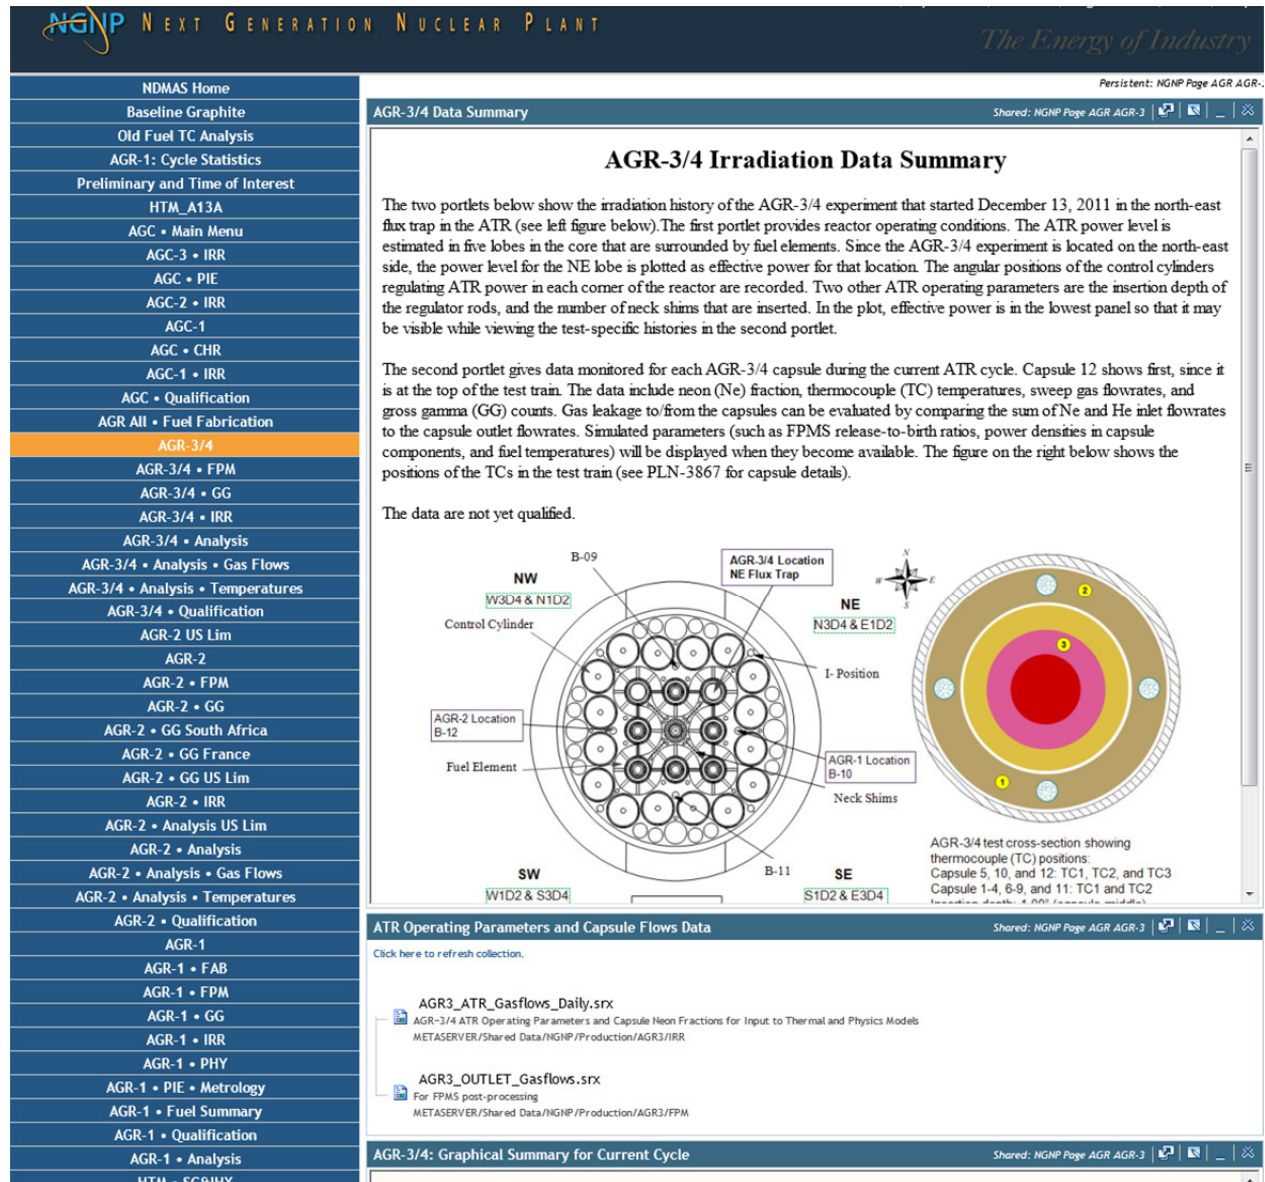 NGNP NEXT GENERATION NUCLEAR PLANT
The Energy of Industry
NDMAS Home
Baseline Graphite
Old Fuel TC Analysis
AGR-1: Cycle Statistics
Preliminary and Time of Interest
HTM_A13A
AGC • Main Menu
AGC-3 • IRR
AGC • PIE
AGC-2 • IRR
AGC-1
AGC • CHR
AGC-1 • IRR
AGC • Qualification
AGR All • Fuel Fabrication
AGR-3/4
AGR-3/4 • FPM
AGR-3/4 • GG
AGR-3/4 • IRR
AGR-3/4 • Analysis
AGR-3/4 • Analysis • Gas Flows
AGR-3/4 • Analysis • Temperatures
AGR-3/4 • Qualification
AGR-2 US Lim
AGR-2
AGR-2 • FPM
AGR-2 • GG
AGR-2 • GG South Africa
AGR-2 • GG France
AGR-2 • GG US Lim
AGR-2 • IRR
AGR-2 • Analysis US Lim
AGR-2 • Analysis
AGR-2 • Analysis • Gas Flows
AGR-2 • Analysis • Temperatures
AGR-2 • Qualification
AGR-1
AGR-1 • FAB
AGR-1 • FPM
AGR-1 • GG
AGR-1 • IRR
AGR-1 • PHY
AGR-1 • PIE • Metrology
AGR-1 • Fuel Summary
AGR-1 • Qualification
AGR-1 • Analysis
Persistent: NGNP Page AGR AGR-
AGR-3/4 Data Summary
Shared: NGNP Page AGR AGR-3
AGR-3/4 Irradiation Data Summary
The two portlets below show the irradiation history of the AGR-3/4 experiment that started December 13, 2011 in the north-east
flux trap in the ATR (see left figure below).The first portlet provides reactor operating conditions. The ATR power level is
estimated in five lobes in the core that are surrounded by fuel elements. Since the AGR-3/4 experiment is located on the north-east
side, the power level for the NE lobe is plotted as effective power for that location. The angular positions of the control cylinders
regulating ATR power in each corner of the reactor are recorded. Two other ATR operating parameters are the insertion depth of
the regulator rods, and the number of neck shims that are inserted. In the plot, effective power is in the lowest panel so that it may
be visible while viewing the test-specific histories in the second portlet.
The second portlet gives data monitored for each AGR-3/4 capsule during the current ATR cycle. Capsule 12 shows first, since it
is at the top of the test train. The data include neon (Ne) fraction, thermocouple (TC) temperatures, sweep gas flowrates, and
gross gamma (GG) counts. Gas leakage to/from the capsules can be evaluated by comparing the sum of Ne and He inlet flowrates
to the capsule outlet flowrates. Simulated parameters (such as FPMS release-to-birth ratios, power densities in capsule
components, and fuel temperatures) will be displayed when they become available. The figure on the right below shows the
positions of the TCs in the test train (see PLN-3867 for capsule details).
The data are not yet qualified.
B-09
AGR-3/4 Location
NE Flux Trap
N
W
E
S
NW
W3D4 & N1D2
Control Cylinder
NE
N3D4 & E1D2
I- Position
AGR-2 Location
B-12
Fuel Element
AGR-1 Location
B-10
Neck Shims
B-11
SW
W1D2 & S3D4
SE
S1D2 & E3D4
2
3
1
AGR-3/4 test cross-section showing
thermocouple (TC) positions:
Capsule 5, 10, and 12: TC1, TC2, and TC3
Capsule 1-4, 6-9, and 11: TC1 and TC2
ATR Operating Parameters and Capsule Flows Data
Shared: NGNP Page AGR AGR-3
Click here to refresh collection.
AGR3_ATR_Gasflows_Daily.srx
AGR-3/4 ATR Operating Parameters and Capsule Neon Fractions for Input to Thermal and Physics Models
METASERVER/Shared Data/NGNP/Production/AGR3/IRR
AGR3_OUTLET_Gasflows.srx
For FPMS post-processing
METASERVER/Shared Data/NGNP/Production/AGR3/FPM
AGR-3/4: Graphical Summary for Current Cycle
Shared: NGNP Page AGR AGR-3